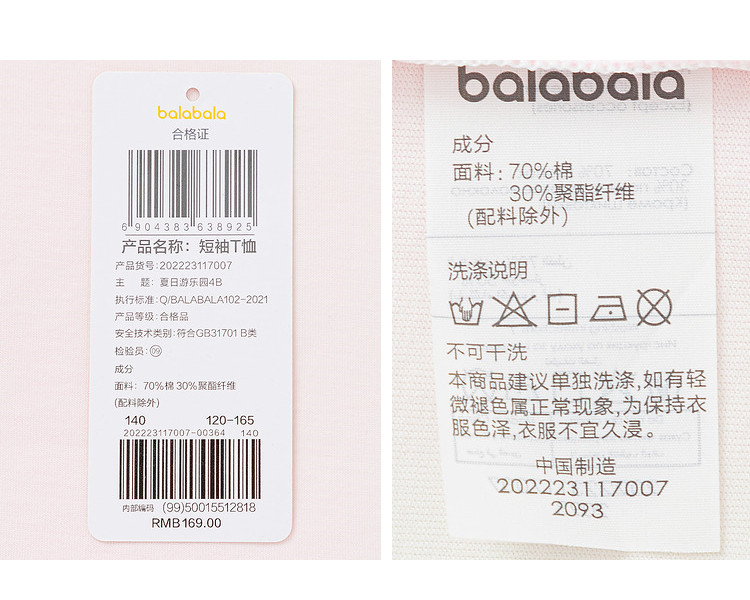 balabala
合格证
6 904383 638925
产品名称：短袖T恤
产品货号：202223117007
主 题：夏日游乐园4B
执行标准：Q/BALABALA102-2021
产品等级：合格品
安全技术类别：符合GB31701 B类
检验员：09
成分
面料：70%棉 30%聚酯纤维
(配料除外)
140 120-165
202223117007-00364 140
内部编码 (99)50015512818
RMB169.00
balabala
成分
面料：70%棉
30%聚酯纤维
(配料除外)
洗涤说明
不可干洗
本商品建议单独洗涤,如有轻
微褪色属正常现象,为保持衣
服色泽,衣服不宜久浸。
中国制造
202223117007
2093